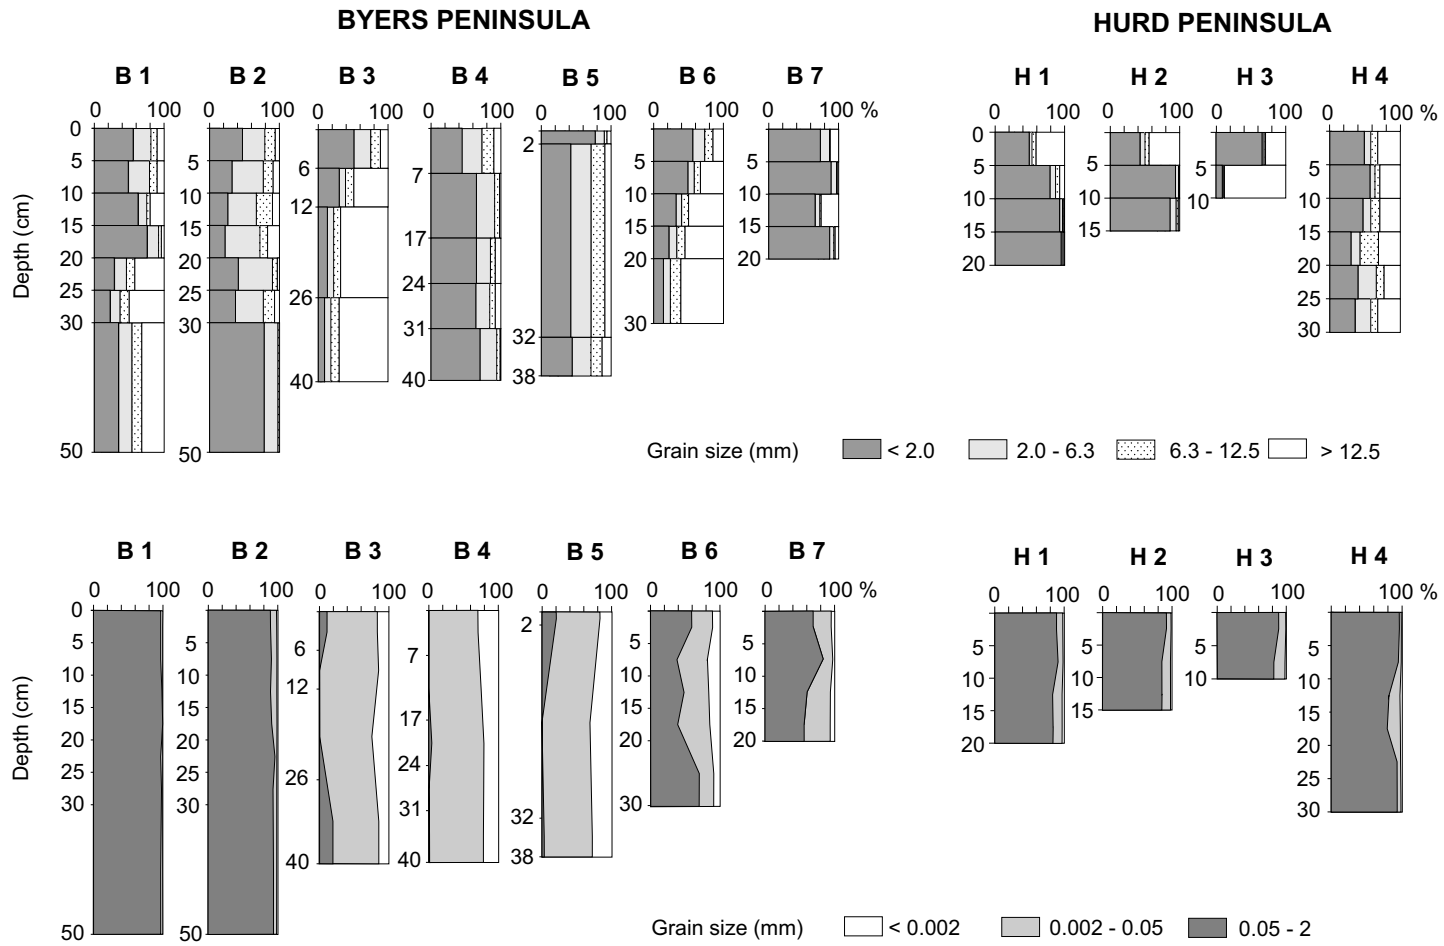 BYERS PENINSULA HURD PENINSULA
B 1 B 2 B 3 B 4 B 5 B 6 B 7 H 1 H 2 H 3 H 4
0 100 0 100 0 100 0 100 0 100 0 100 0 100 % 0 100 0 100 0 100 0 100 %
Depth (cm)
0 5 10 15 20 25 30 50
5 10 15 20 25 30 50
6 12 26 40
7 17 24 31 40
2 32 38
5 10 15 20 30
5 10 15 20
0 5 10 15 20
5 10 15
5 10
5 10 15 20 25 30
Grain size (mm) < 2.0 2.0 - 6.3 6.3 - 12.5 > 12.5
B 1 B 2 B 3 B 4 B 5 B 6 B 7 H 1 H 2 H 3 H 4
0 100 0 100 0 100 0 100 0 100 0 100 0 100 % 0 100 0 100 0 100 0 100 %
Depth (cm)
0 5 10 15 20 25 30 50
5 10 15 20 25 30 50
6 12 26 40
7 17 24 31 40
2 32 38
5 10 15 20 30
5 10 15 20
5 10 15 20
5 10 15
5 10
5 10 15 20 25 30
Grain size (mm) < 0.002 0.002 - 0.05 0.05 - 2